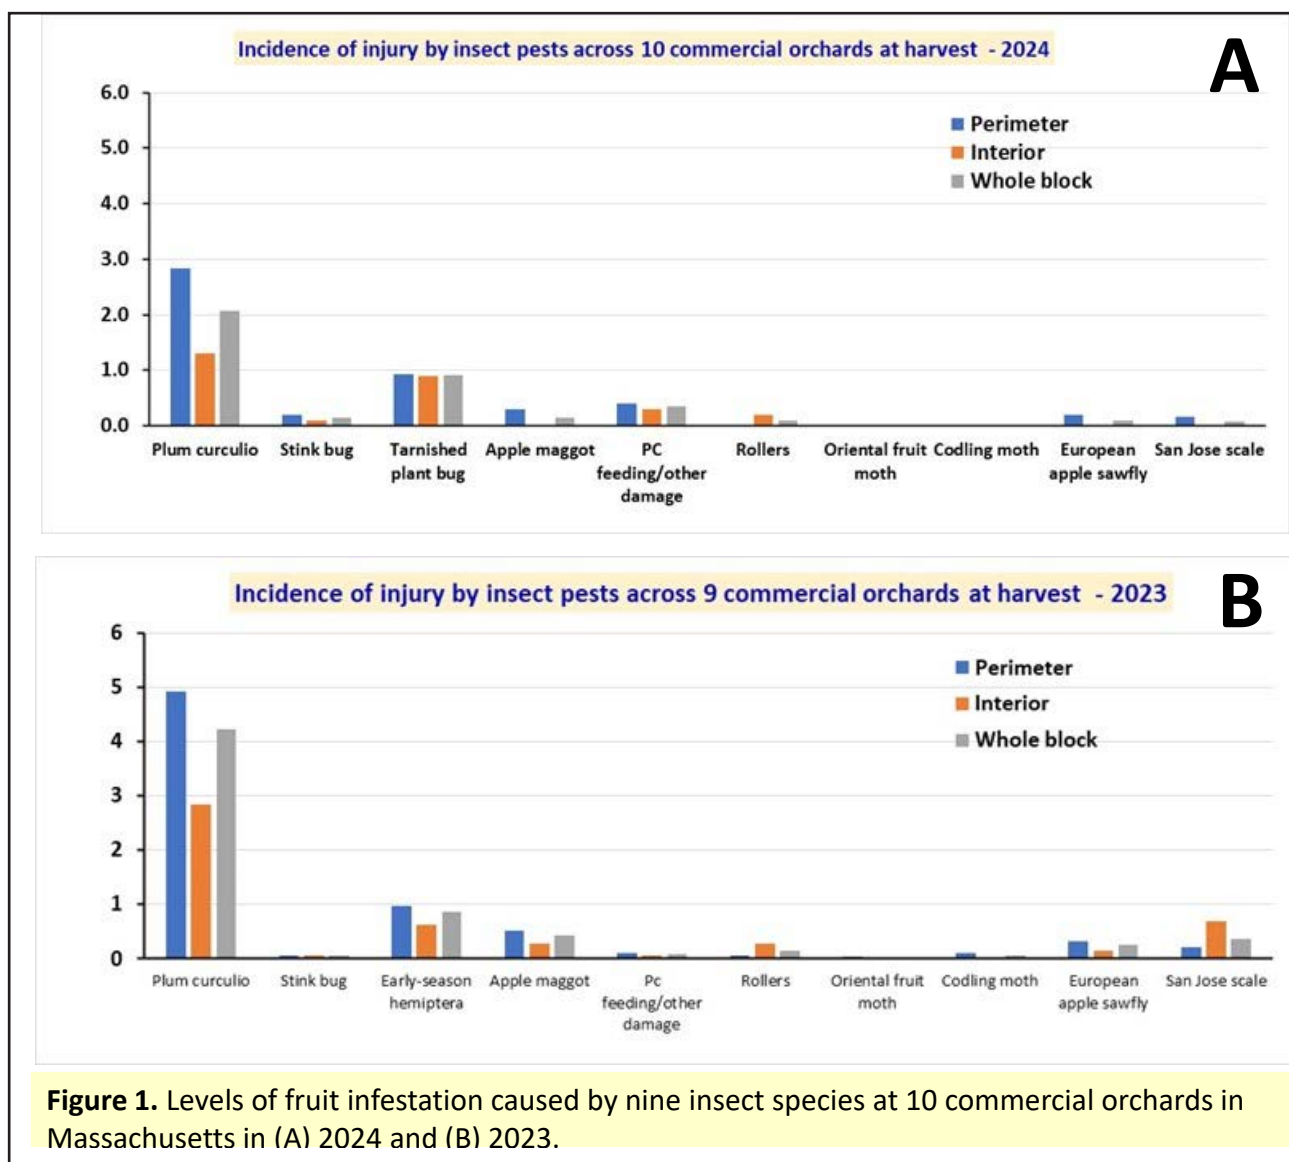 Incidence of injury by insect pests across 10 commercial orchards at harvest - 2024
A
6.0
5.0
4.0
3.0
2.0
1.0
0.0
Perimeter
Interior
Whole block
Plum curculio
Stink bug
Tarnished
plant bug
Apple maggot
PC
feeding/other
damage
Rollers
Oriental fruit
moth
Codling moth
European
apple sawfly
San Jose scale
Incidence of injury by insect pests across 9 commercial orchards at harvest - 2023
B
6
5
4
3
2
1
0
Perimeter
Interior
Whole block
Plum curculio
Stink bug
Early-season
hemiptera
Apple maggot
Pc
feeding/other
damage
Rollers
Oriental fruit
moth
Codling moth
European
apple sawfly
San Jose scale
Figure 1. Levels of fruit infestation caused by nine insect species at 10 commercial orchards in
Massachusetts in (A) 2024 and (B) 2023.